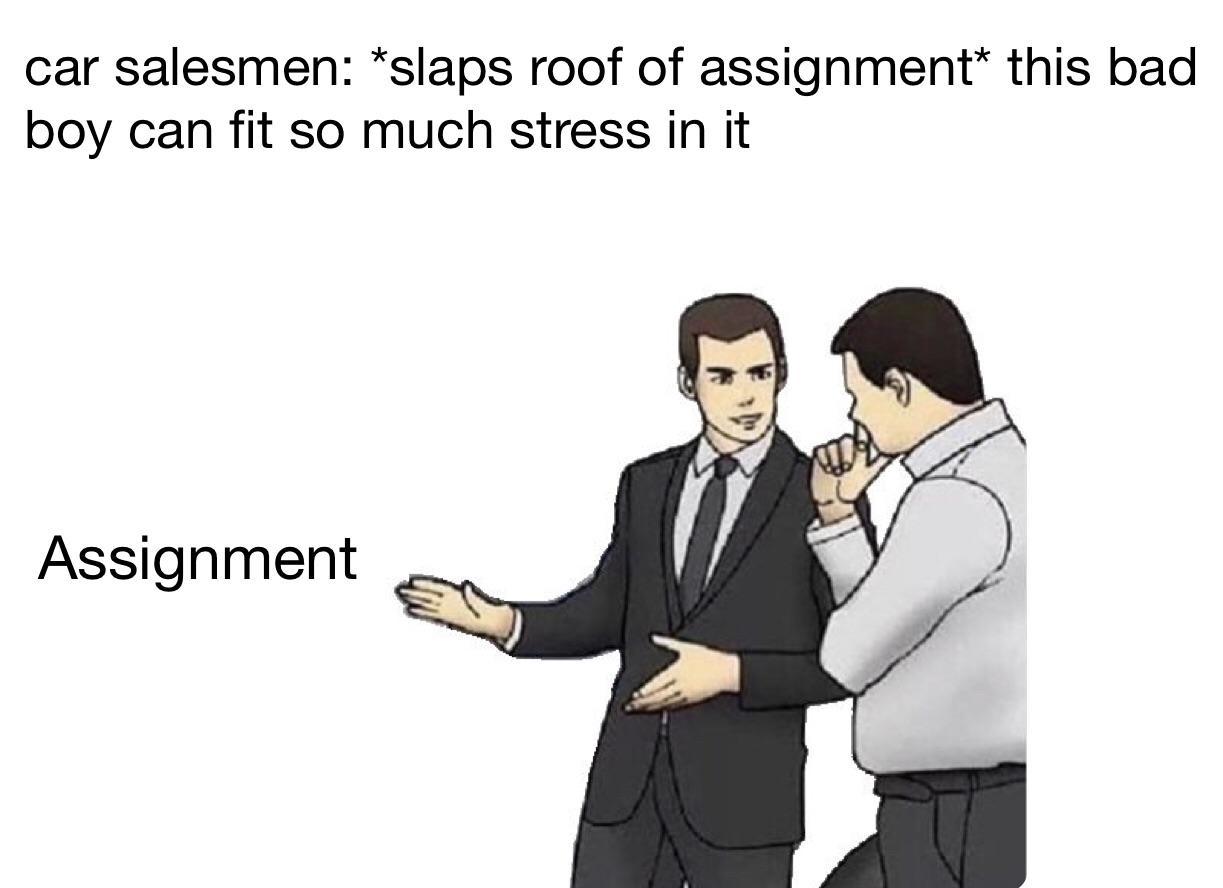 car salesmen: *slaps roof of assignment* this bad
boy can fit so much stress in it
Assignment